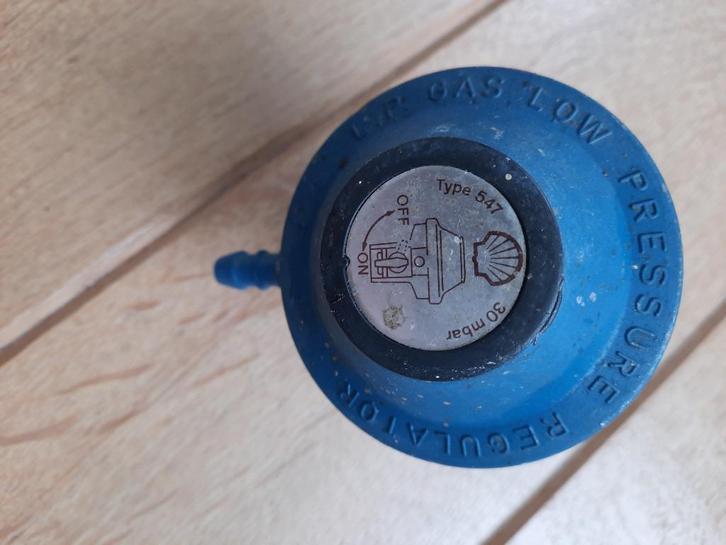 L.P. GAS LOW PRESSURE REGULATOR
Type 547
OFF
ON
30 mbar